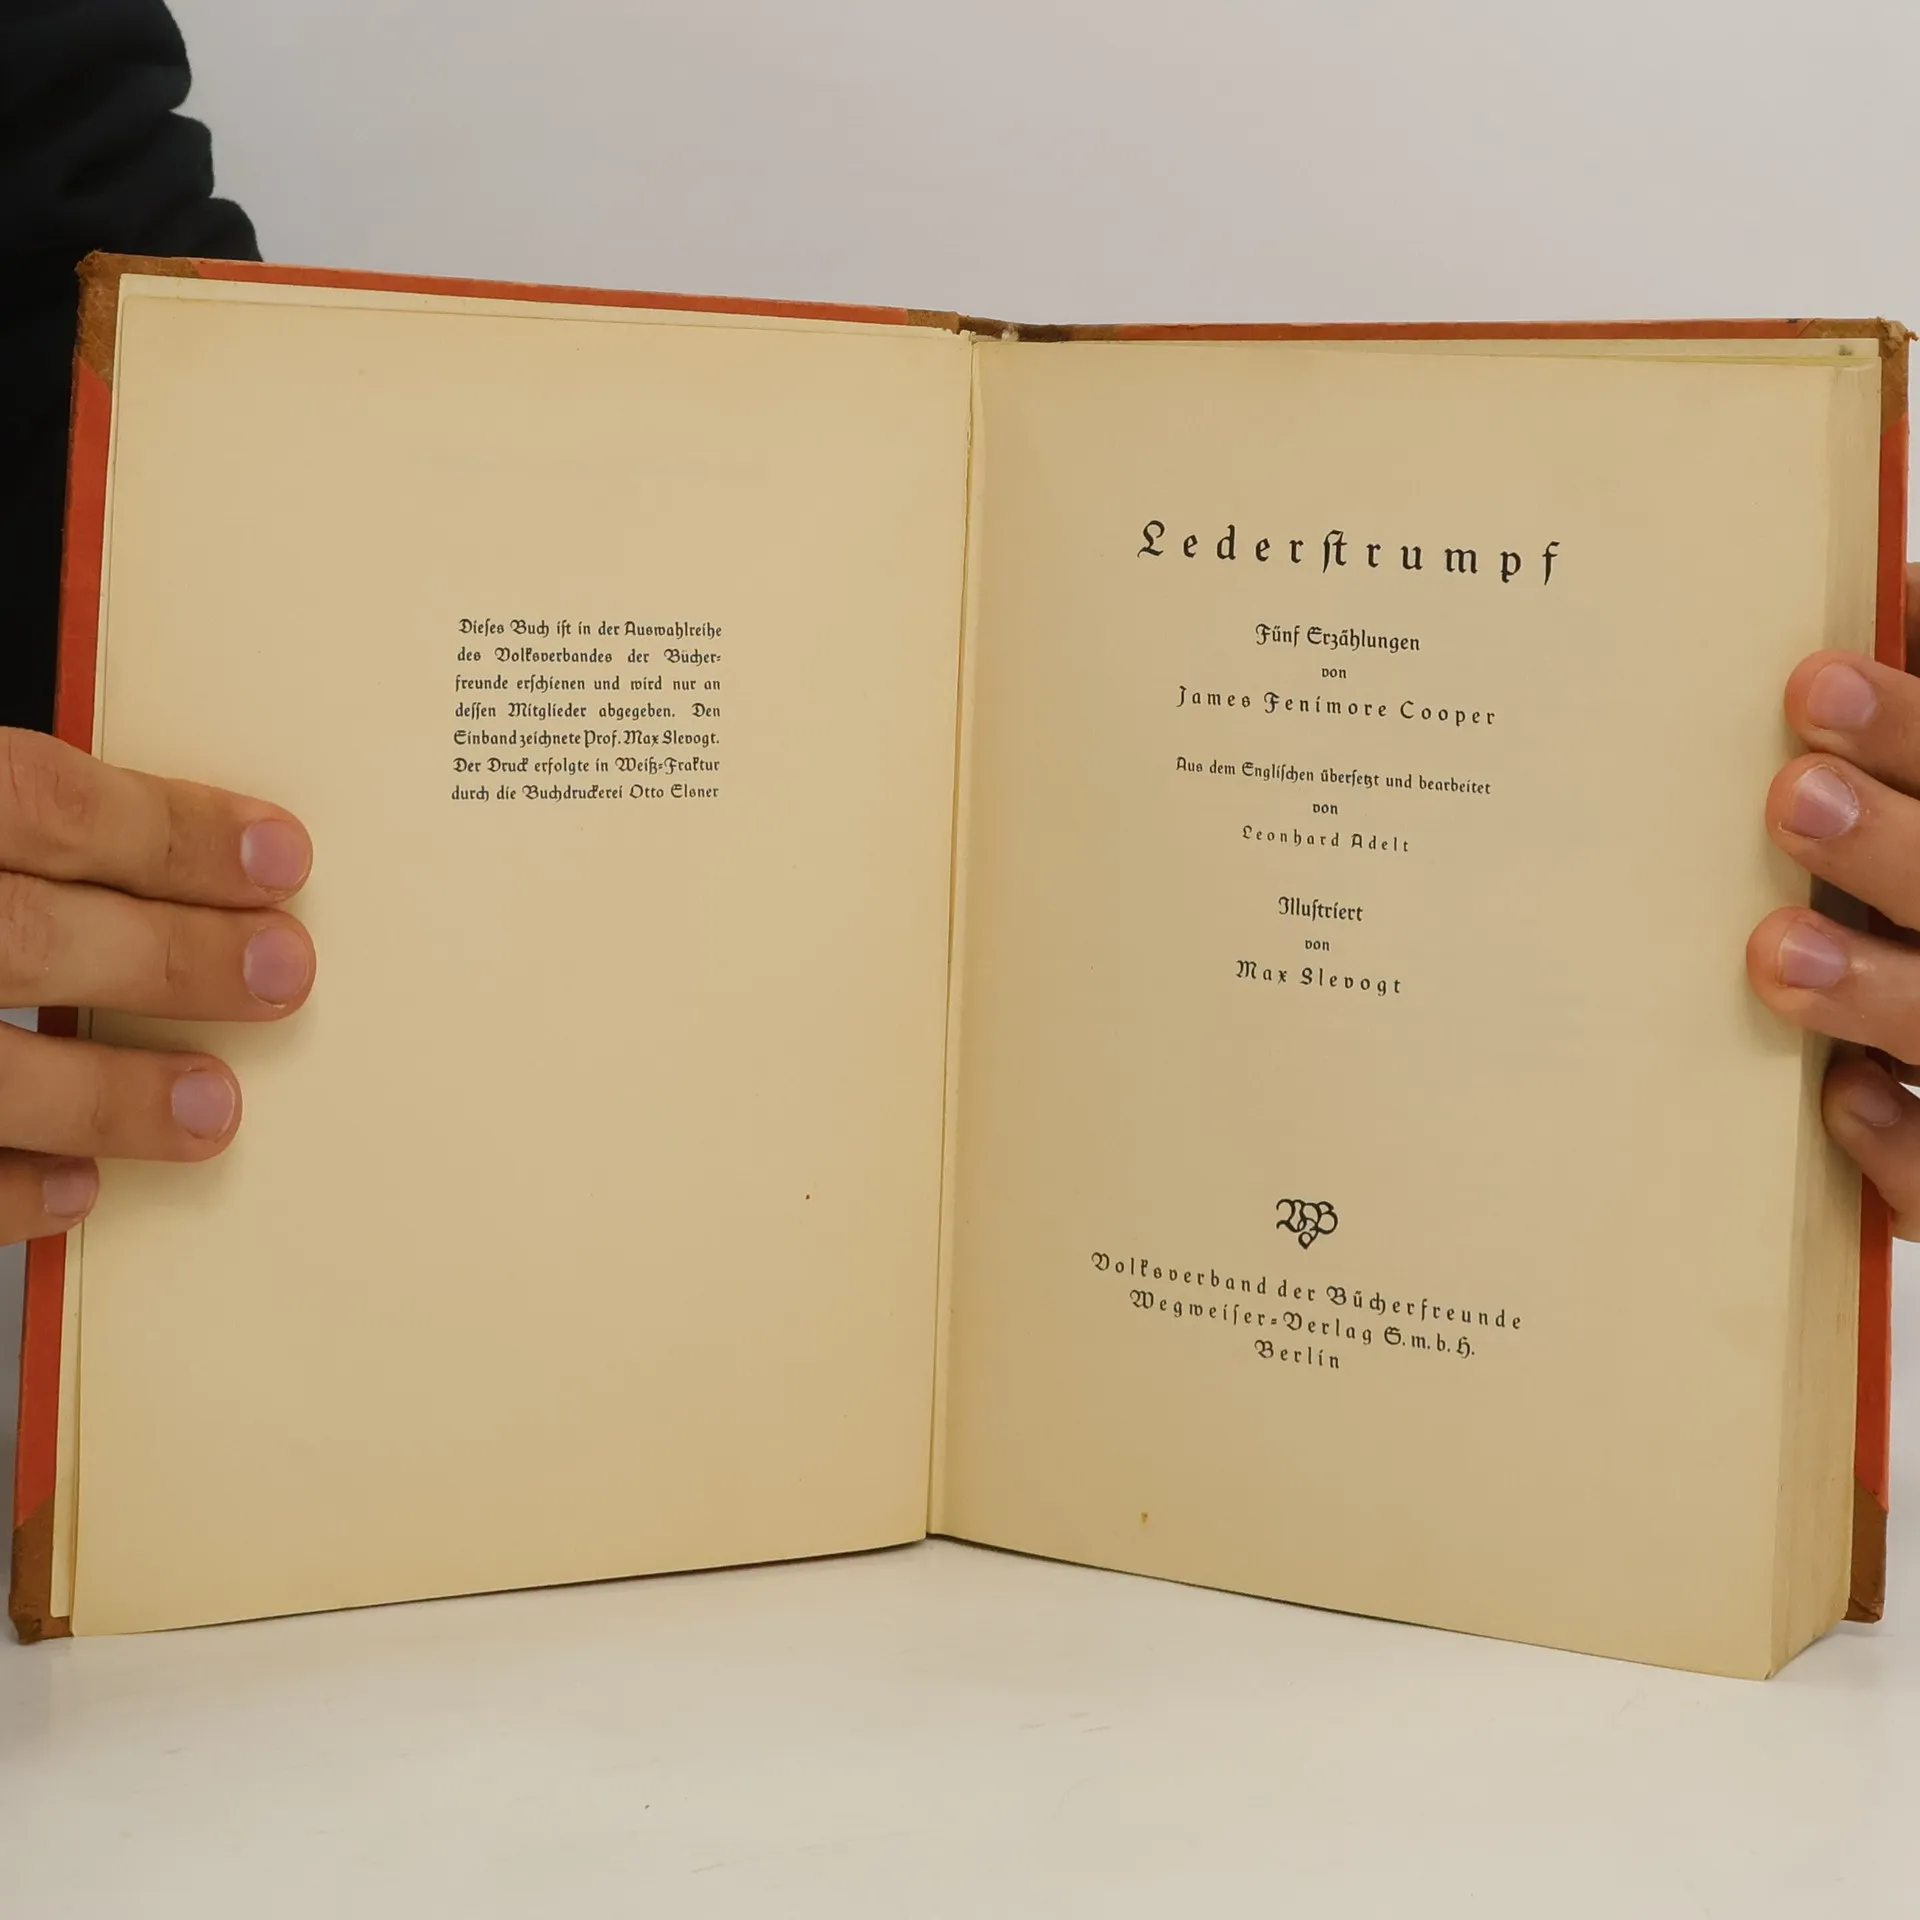 Dieſes Buch iſt in der Auswahlreihe
des Volksverbandes der Bücher-
freunde erſchienen und wird nur an
deſſen Mitglieder abgegeben. Den
Einband zeichnete Prof. Max Slevogt.
Der Druck erfolgte in Weiß-Fraktur
durch die Buchdruckerei Otto Elsner
Lederſtrumpf
Fünf Erzählungen
von
James Fenimore Cooper
Aus dem Engliſchen überſetzt und bearbeitet
von
Leonhard Adelt
Illuſtriert
von
Max Slevogt
VB
Volksverband der Bücherfreunde
Wegweiſer-Verlag G.m.b.H.
Berlin